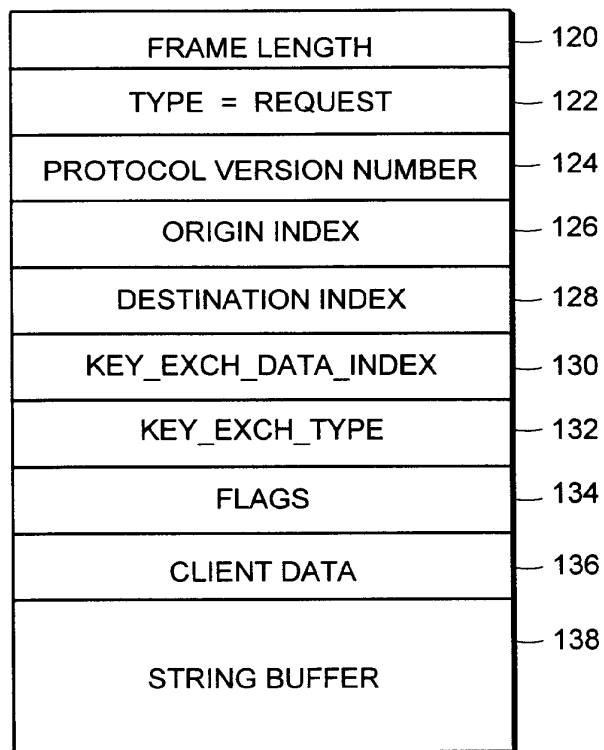 FRAME LENGTH 120
TYPE = REQUEST 122
PROTOCOL VERSION NUMBER 124
ORIGIN INDEX 126
DESTINATION INDEX 128
KEY_EXCH_DATA_INDEX 130
KEY_EXCH_TYPE 132
FLAGS 134
CLIENT DATA 136
STRING BUFFER 138